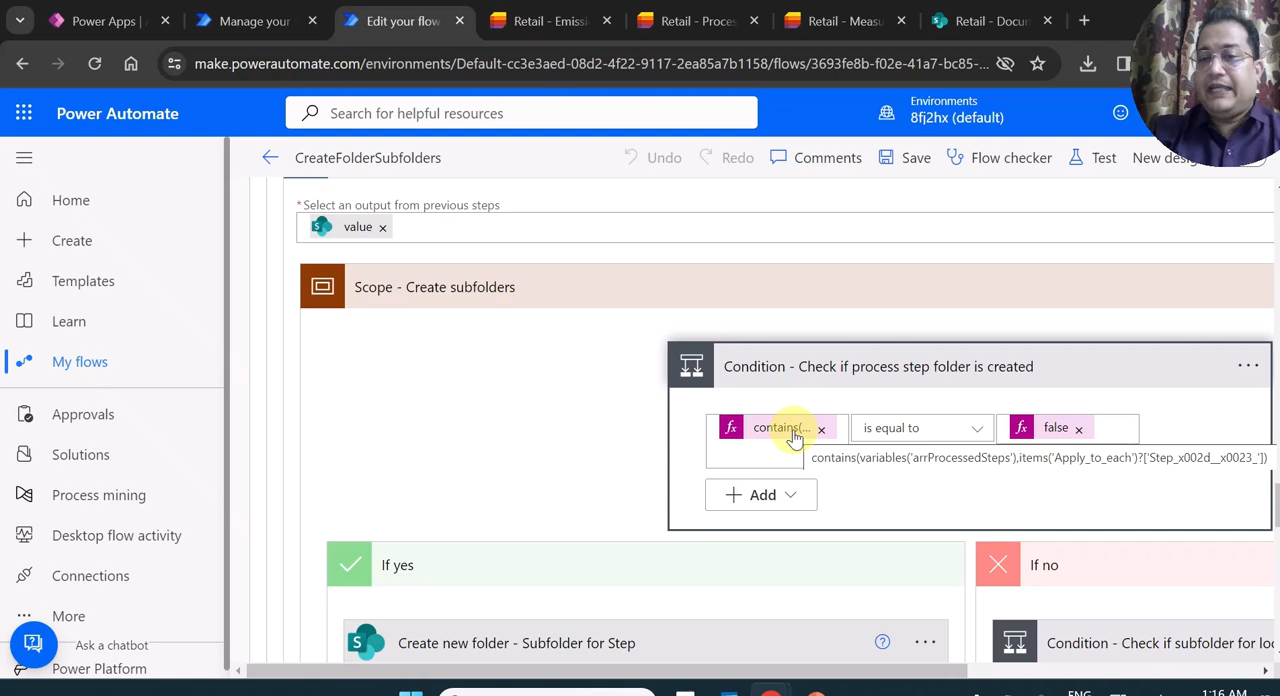 Power Apps | A
Manage your
Edit your flow
Retail - Emissi
Retail - Proces
Retail - Measu
Retail - Docun
make.powerautomate.com/environments/Default-cc3e3aed-08d2-4f22-9117-2ea85a7b1158/flows/3693fe8b-f02e-41a7-bc85-...
Power Automate
Search for helpful resources
Environments
8fj2hx (default)
CreateFolderSubfolders
Undo
Redo
Comments
Save
Flow checker
Test
New desig
Home
Create
Templates
Learn
My flows
Approvals
Solutions
Process mining
Desktop flow activity
Connections
More
Ask a chatbot
Power Platform
* Select an output from previous steps
value
Scope - Create subfolders
Condition - Check if process step folder is created
contains(...
is equal to
false
contains(variables('arrProcessedSteps'),items('Apply_to_each')?['Step_x002d__x0023_'])
Add
If yes
If no
Create new folder - Subfolder for Step
Condition - Check if subfolder for loc
ENG
1:16 AM